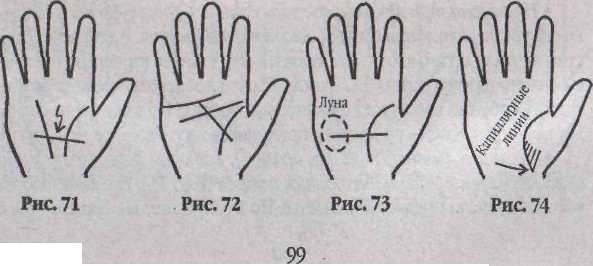 Луна
Капиллярные
линии
Рис. 71
Рис. 72
Рис. 73
Рис. 74
99